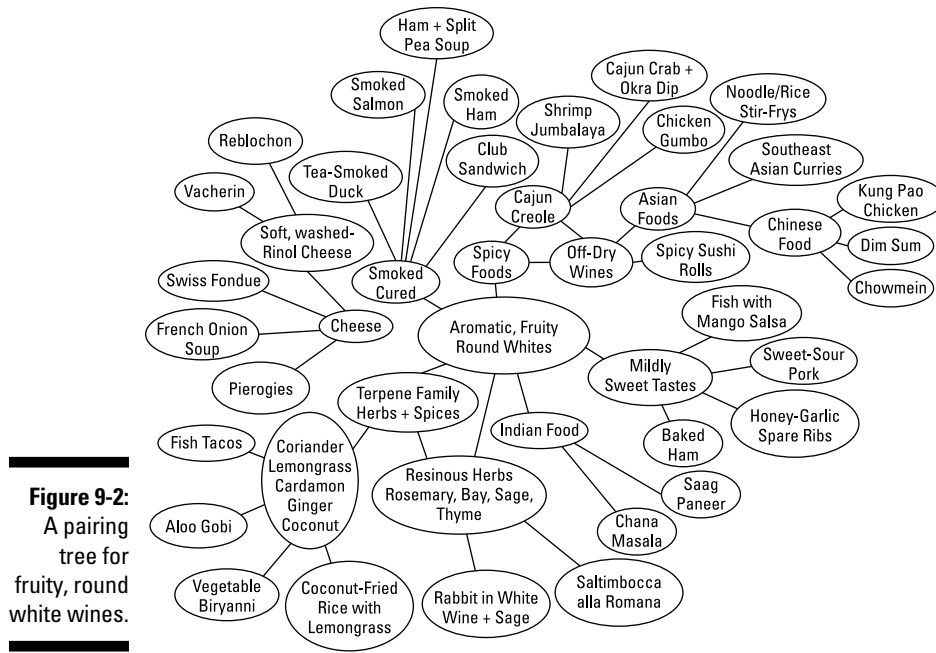 Ham + Split
Pea Soup
Smoked
Salmon
Smoked
Ham
Cajun Crab +
Okra Dip
Noodle/Rice
Stir-Frys
Shrimp
Jumbalaya
Chicken
Gumbo
Reblochon
Tea-Smoked
Duck
Club
Sandwich
Southeast
Asian Curries
Vacherin
Cajun
Creole
Asian
Foods
Kung Pao
Chicken
Soft, washed-
Rinol Cheese
Chinese
Food
Dim Sum
Spicy
Foods
Off-Dry
Wines
Spicy Sushi
Rolls
Smoked
Cured
Swiss Fondue
Chowmein
Cheese
French Onion
Soup
Aromatic, Fruity
Round Whites
Fish with
Mango Salsa
Mildly
Sweet Tastes
Sweet-Sour
Pork
Pierogies
Terpene Family
Herbs + Spices
Honey-Garlic
Spare Ribs
Indian Food
Baked
Ham
Fish Tacos
Coriander
Lemongrass
Cardamon
Ginger
Coconut
Resinous Herbs
Rosemary, Bay, Sage,
Thyme
Saag
Paneer
Aloo Gobi
Chana
Masala
Vegetable
Biryanni
Coconut-Fried
Rice with
Lemongrass
Rabbit in White
Wine + Sage
Saltimbocca
alla Romana
Figure 9-2:
A pairing
tree for
fruity, round
white wines.